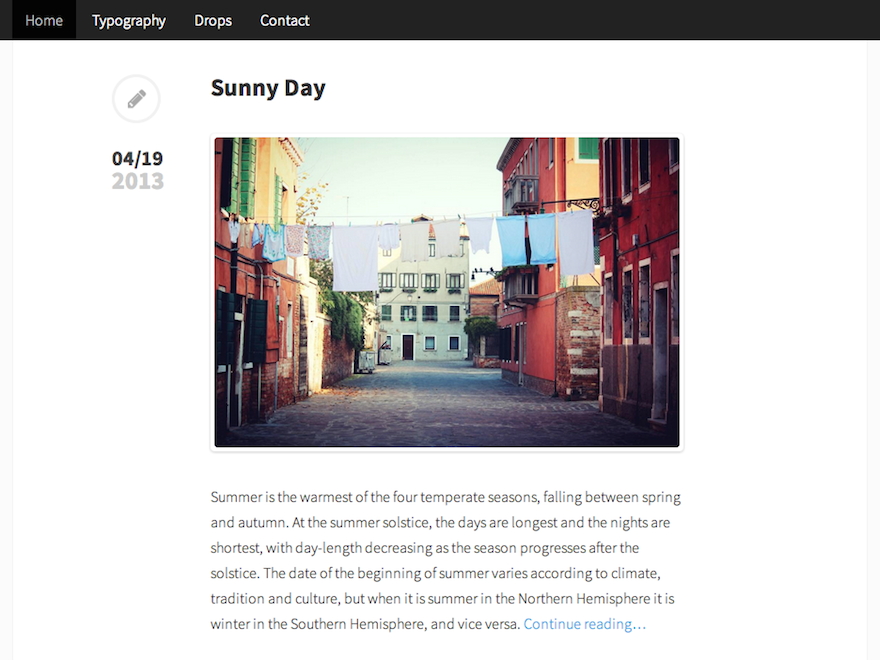 Home Typography Drops Contact
Sunny Day
04/19
2013
Summer is the warmest of the four temperate seasons, falling between spring
and autumn. At the summer solstice, the days are longest and the nights are
shortest, with day-length decreasing as the season progresses after the
solstice. The date of the beginning of summer varies according to climate,
tradition and culture, but when it is summer in the Northern Hemisphere it is
winter in the Southern Hemisphere, and vice versa. Continue reading…